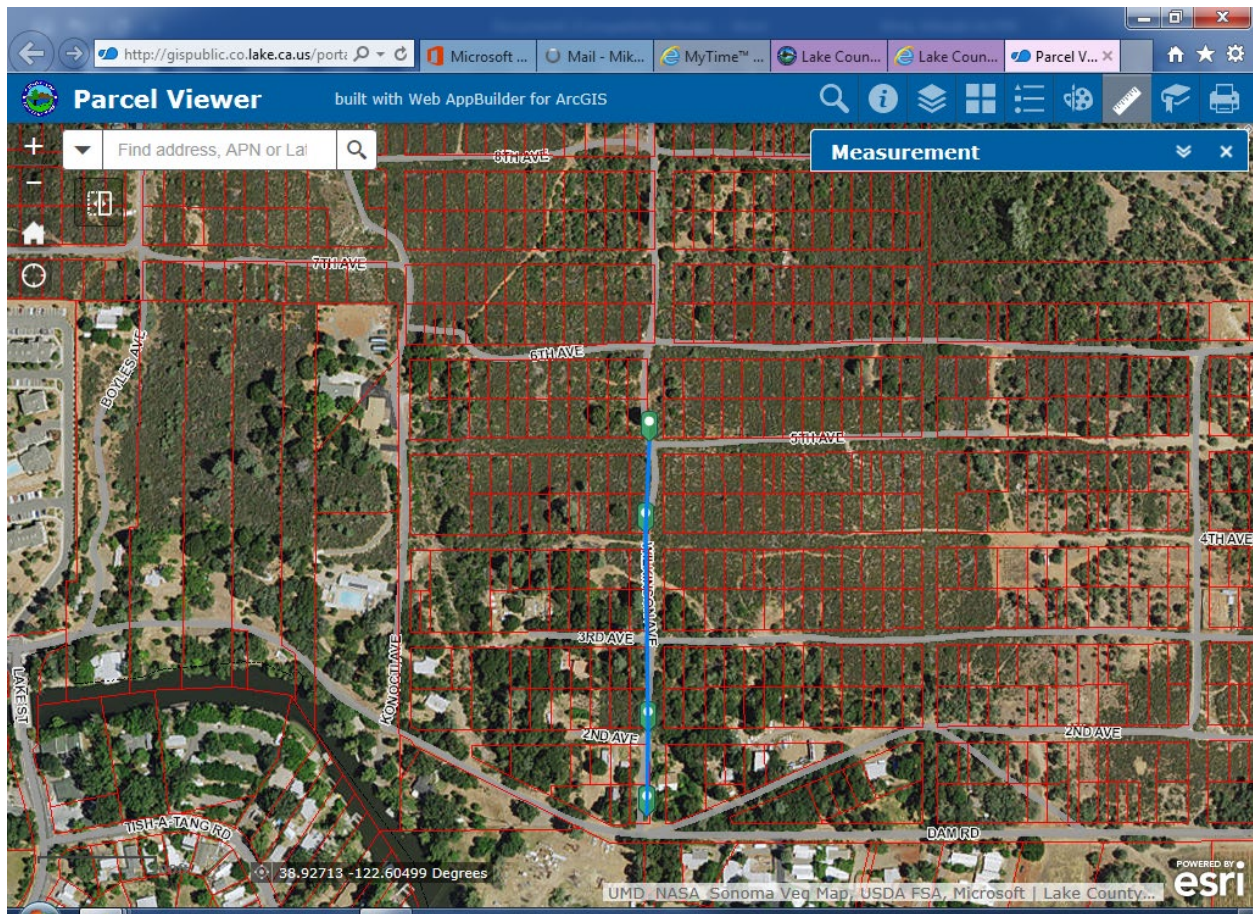 http://gispublic.co.lake.ca.us/porta
Microsoft ...
Mail - Mik...
MyTime™ ...
Lake Coun...
Lake Coun...
Parcel V...
Parcel Viewer
built with Web AppBuilder for ArcGIS
Find address, APN or Lat
Measurement
8TH AVE
7TH AVE
BOYLES AVE
6TH AVE
5TH AVE
4TH AVE
3RD AVE
KONOCTI AVE
LAKE ST
2ND AVE
2ND AVE
TISH-A-TANG RD
DAM RD
38.92713 -122.60499 Degrees
POWERED BY
esri
UMD NASA Sonoma Veg Map, USDA FSA, Microsoft | Lake County...